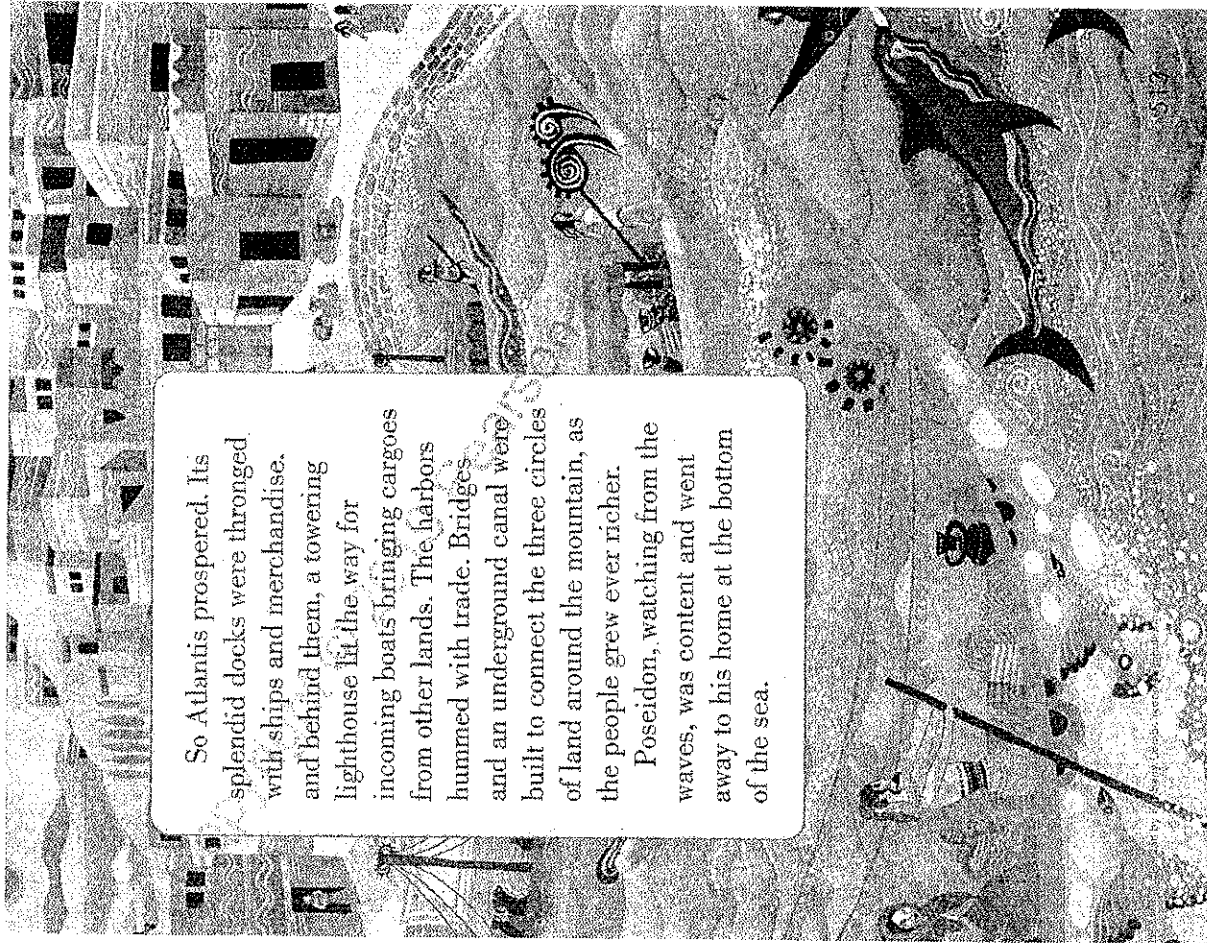 So Atlantis prospered. Its
splendid docks were thronged
with ships and merchandise.
and behind them, a towering
lighthouse lit the way for
incoming boats bringing cargoes
from other lands. The harbors
hummed with trade. Bridges
and an underground canal were
built to connect the three circles
of land around the mountain, as
the people grew ever richer.
Poseidon, watching from the
waves, was content and went
away to his home at the bottom
of the sea.